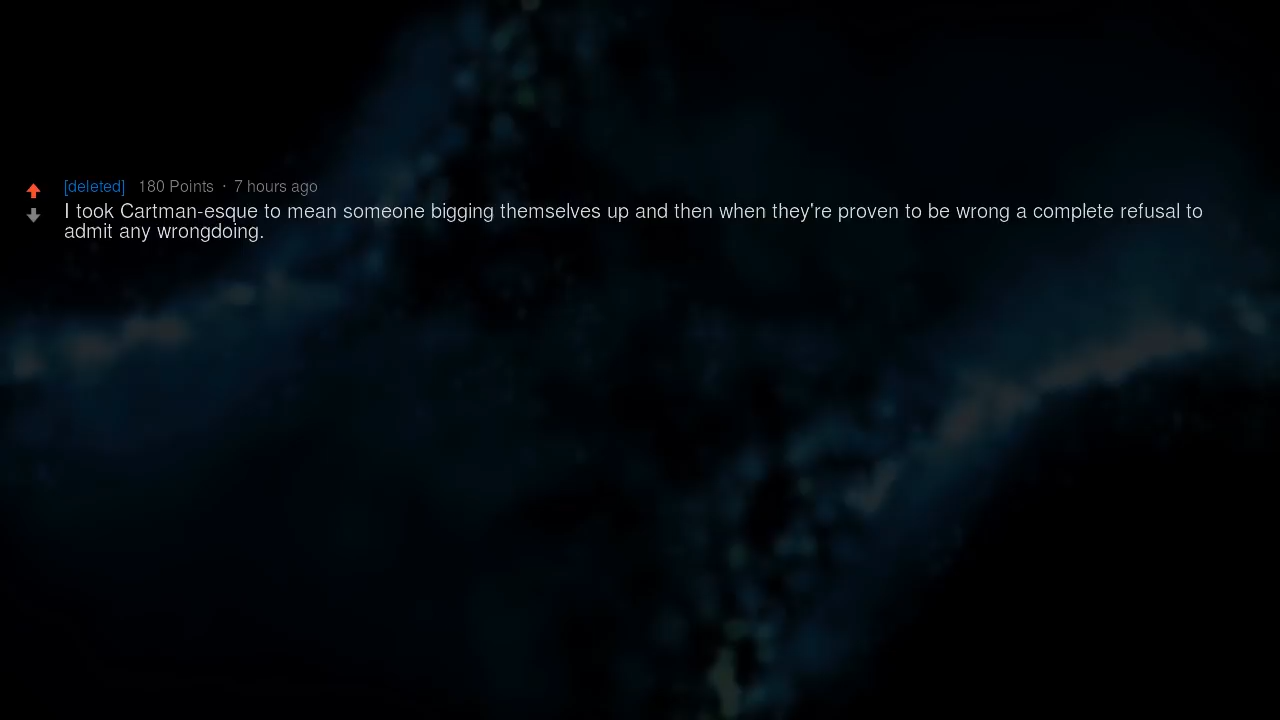 [deleted] 180 Points · 7 hours ago
I took Cartman-esque to mean someone bigging themselves up and then when they're proven to be wrong a complete refusal to
admit any wrongdoing.